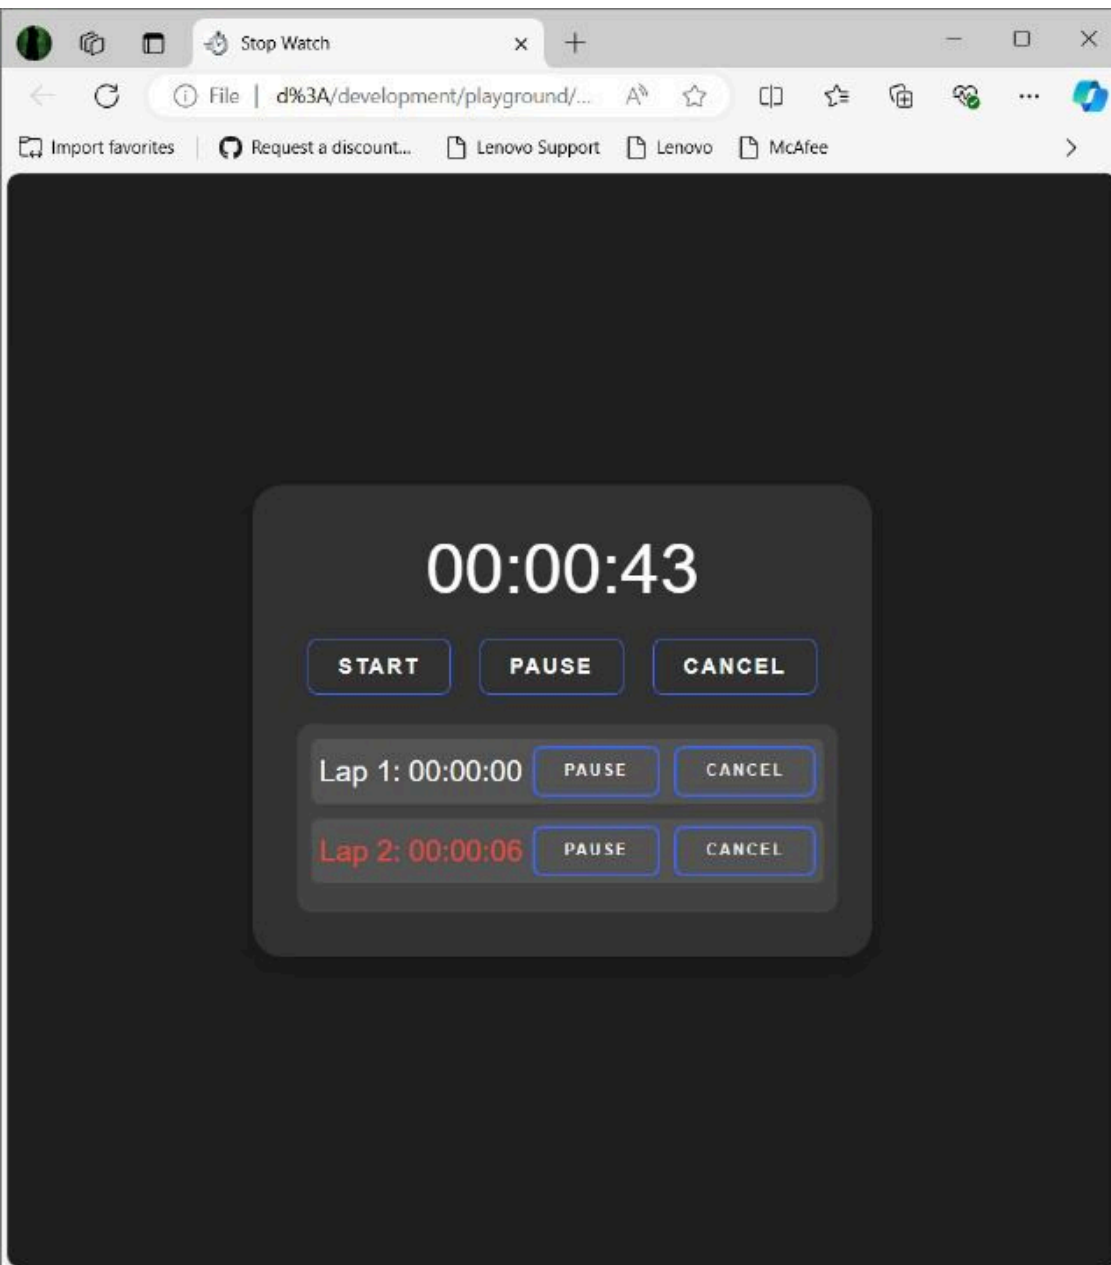 Stop Watch
File | d%3A/development/playground/...
Import favorites Request a discount... Lenovo Support Lenovo McAfee
00:00:43
START PAUSE CANCEL
Lap 1: 00:00:00 PAUSE CANCEL
Lap 2: 00:00:06 PAUSE CANCEL